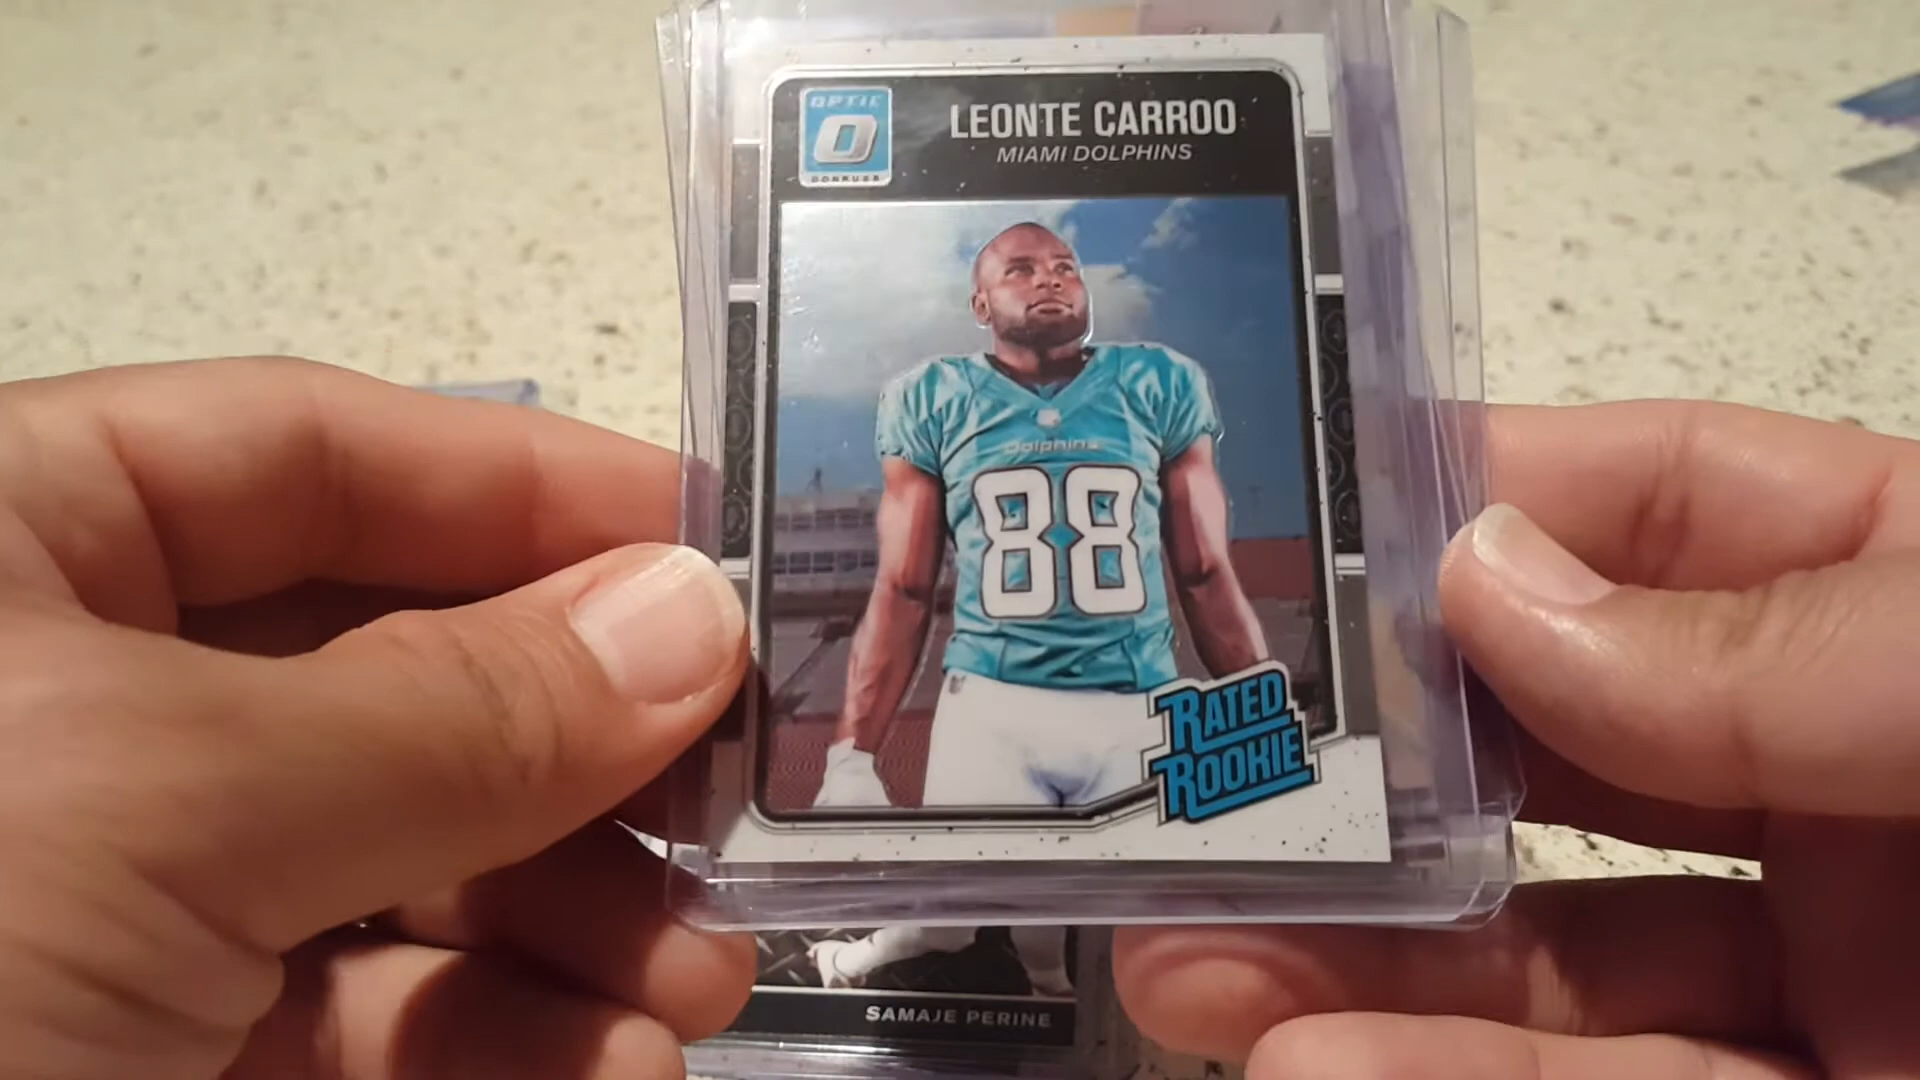 OPTIC
O
DONRUSS
LEONTE CARROO
MIAMI DOLPHINS
Dolphins
88
RATED
ROOKIE
SAMAJE PERINE